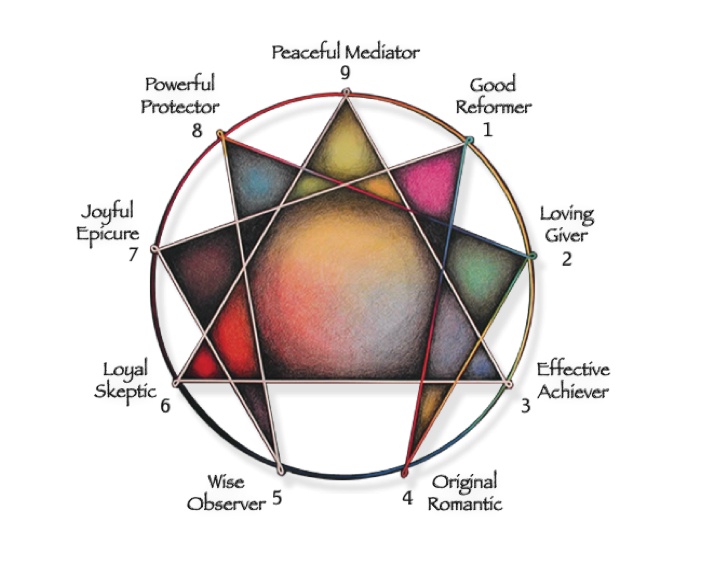 Peaceful Mediator
9
Powerful
Protector
8
Good
Reformer
1
Joyful
Epicure
7
Loving
Giver
2
Loyal
Skeptic
6
Effective
Achiever
3
Wise
Observer
5
4
Original
Romantic